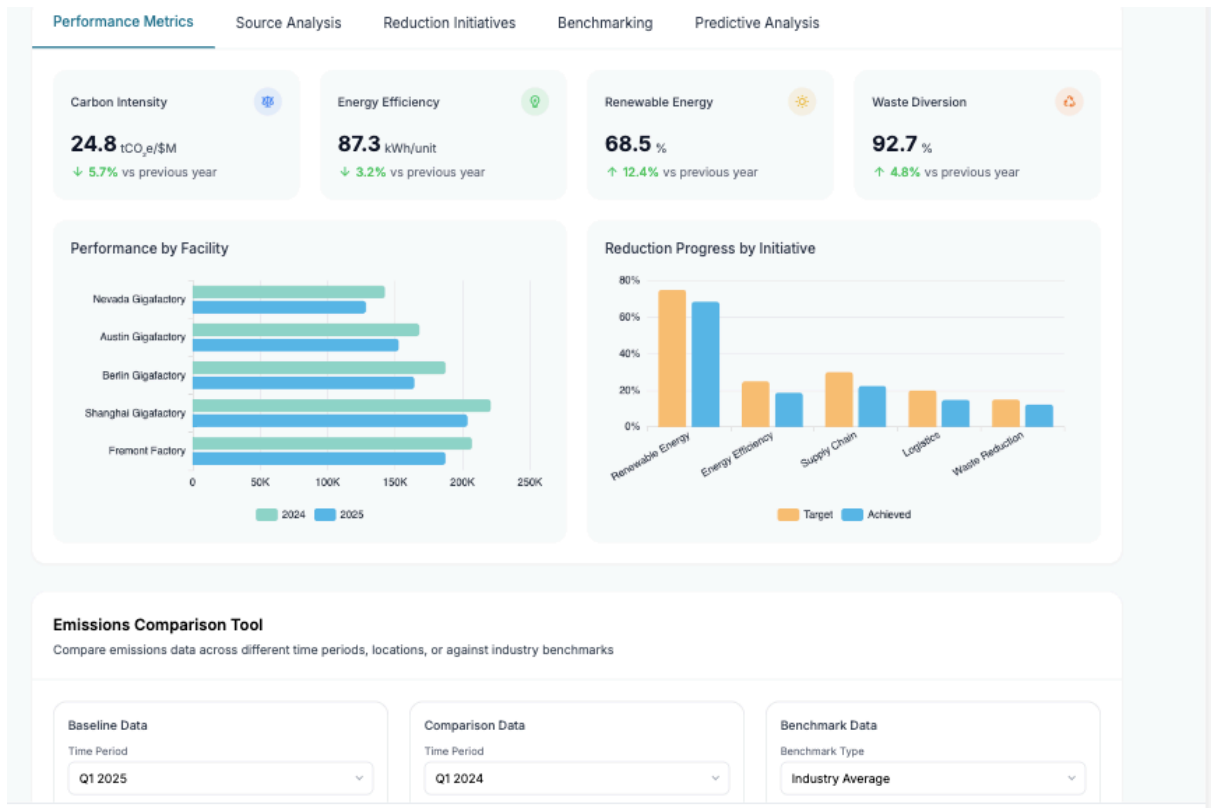 Performance Metrics
Source Analysis
Reduction Initiatives
Benchmarking
Predictive Analysis
Carbon Intensity
24.8 tCO₂e/$M
↓ 5.7% vs previous year
Energy Efficiency
87.3 kWh/unit
↓ 3.2% vs previous year
Renewable Energy
68.5 %
↑ 12.4% vs previous year
Waste Diversion
92.7 %
↑ 4.8% vs previous year
Performance by Facility
Nevada Gigafactory
Austin Gigafactory
Berlin Gigafactory
Shanghai Gigafactory
Fremont Factory
0 50K 100K 150K 200K 250K
2024 2025
Reduction Progress by Initiative
80%
60%
40%
20%
0%
Renewable Energy
Energy Efficiency
Supply Chain
Logistics
Waste Reduction
Target Achieved
Emissions Comparison Tool
Compare emissions data across different time periods, locations, or against industry benchmarks
Baseline Data
Time Period
Q1 2025
Comparison Data
Time Period
Q1 2024
Benchmark Data
Benchmark Type
Industry Average